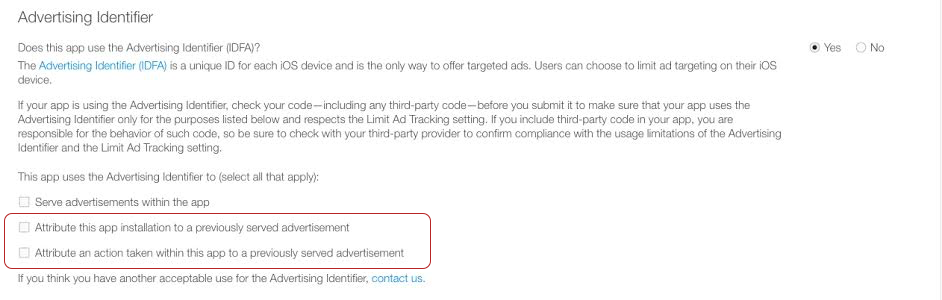 Advertising Identifier
Does this app use the Advertising Identifier (IDFA)? Yes No
The Advertising Identifier (IDFA) is a unique ID for each iOS device and is the only way to offer targeted ads. Users can choose to limit ad targeting on their iOS
device.
If your app is using the Advertising Identifier, check your code—including any third-party code—before you submit it to make sure that your app uses the
Advertising Identifier only for the purposes listed below and respects the Limit Ad Tracking setting. If you include third-party code in your app, you are
responsible for the behavior of such code, so be sure to check with your third-party provider to confirm compliance with the usage limitations of the Advertising
Identifier and the Limit Ad Tracking setting.
This app uses the Advertising Identifier to (select all that apply):
Serve advertisements within the app
Attribute this app installation to a previously served advertisement
Attribute an action taken within this app to a previously served advertisement
If you think you have another acceptable use for the Advertising Identifier, contact us.